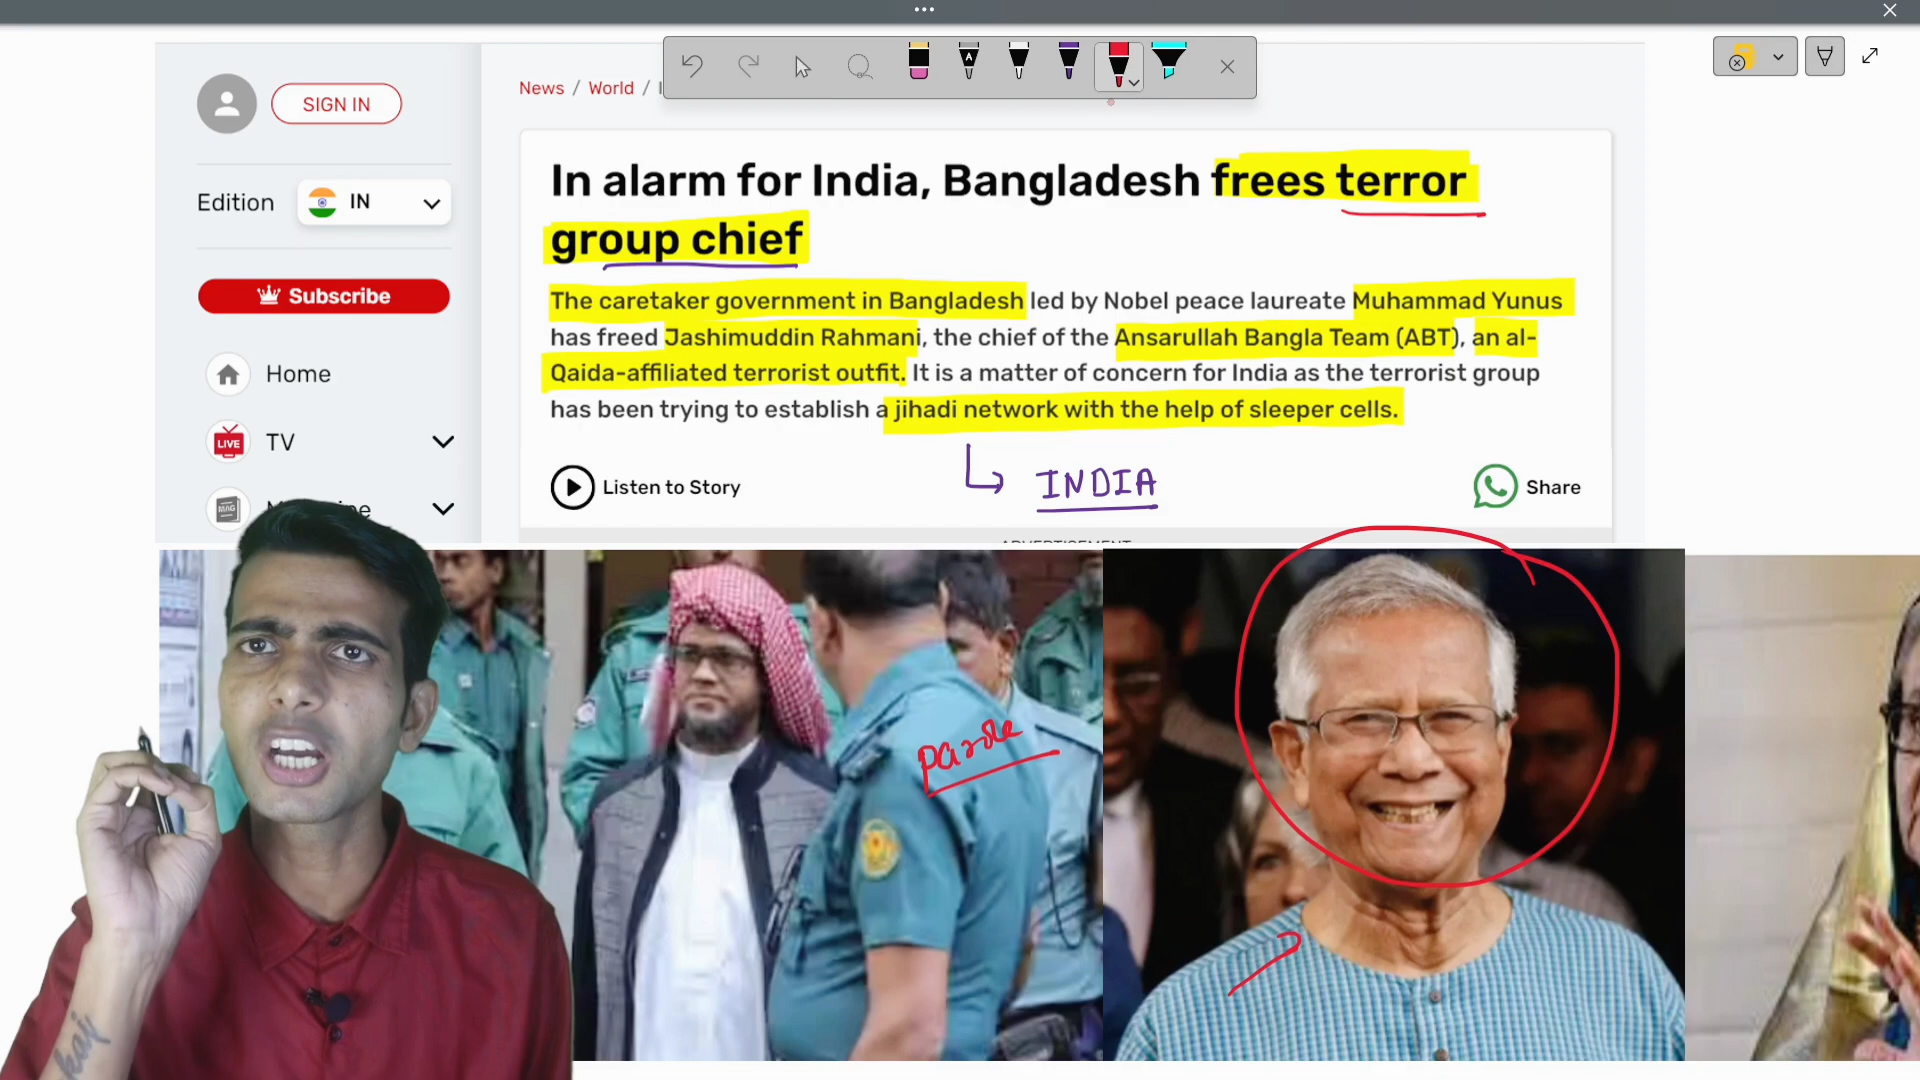 SIGN IN
Edition
IN
Subscribe
Home
LIVE
TV
MAG
News / World /
A
In alarm for India, Bangladesh frees terror
group chief
The caretaker government in Bangladesh led by Nobel peace laureate Muhammad Yunus
has freed Jashimuddin Rahmani, the chief of the Ansarullah Bangla Team (ABT), an al-
Qaida-affiliated terrorist outfit. It is a matter of concern for India as the terrorist group
has been trying to establish a jihadi network with the help of sleeper cells.
Listen to Story
INDIA
Share
Parole